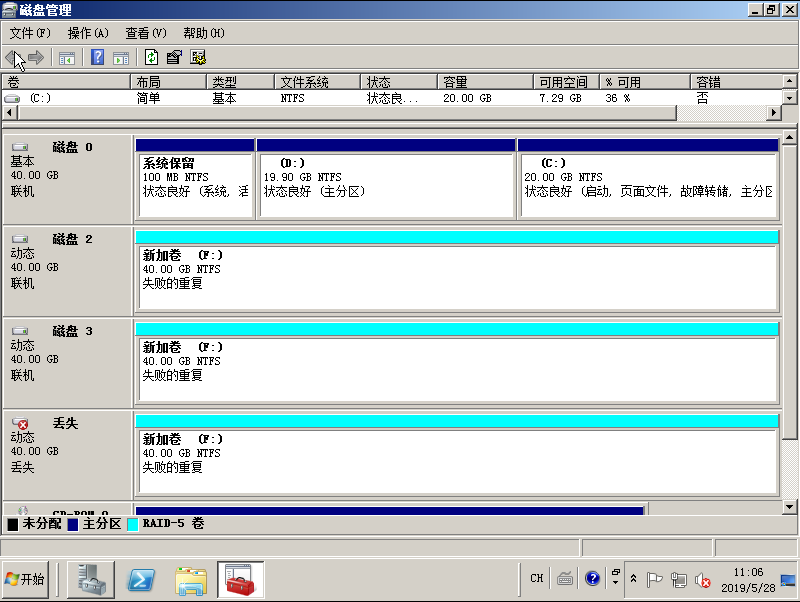 磁盘管理
文件(F) 操作(A) 查看(V) 帮助(H)
卷 布局 类型 文件系统 状态 容量 可用空间 % 可用 容错
(C:) 简单 基本 NTFS 状态良... 20.00 GB 7.29 GB 36 % 否
磁盘 0
基本
40.00 GB
联机
系统保留
100 MB NTFS
状态良好 (系统, 活
(D:)
19.90 GB NTFS
状态良好 (主分区)
(C:)
20.00 GB NTFS
状态良好 (启动, 页面文件, 故障转储, 主分区
磁盘 2
动态
40.00 GB
联机
新加卷 (F:)
40.00 GB NTFS
失败的重复
磁盘 3
动态
40.00 GB
联机
新加卷 (F:)
40.00 GB NTFS
失败的重复
丢失
动态
40.00 GB
丢失
新加卷 (F:)
40.00 GB NTFS
失败的重复
CD-ROM 0
未分配 主分区 RAID-5 卷
开始
CH
11:06
2019/5/28